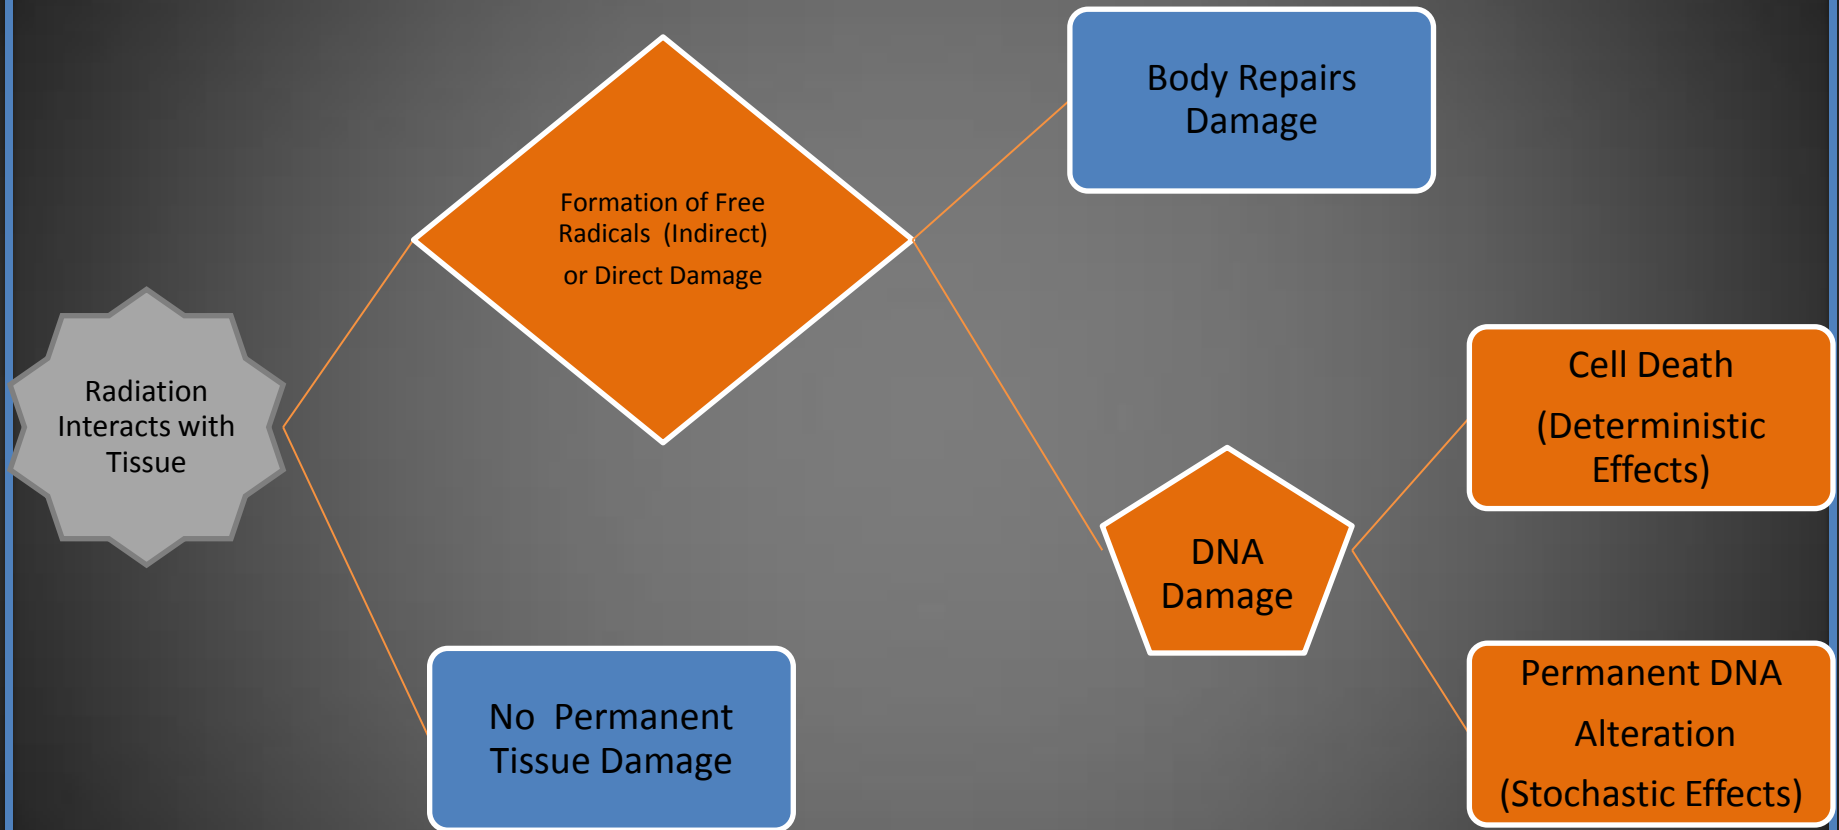 Radiation
Interacts with
Tissue
Formation of Free
Radicals (Indirect)
or Direct Damage
No Permanent
Tissue Damage
Body Repairs
Damage
DNA
Damage
Cell Death
(Deterministic
Effects)
Permanent DNA
Alteration
(Stochastic Effects)